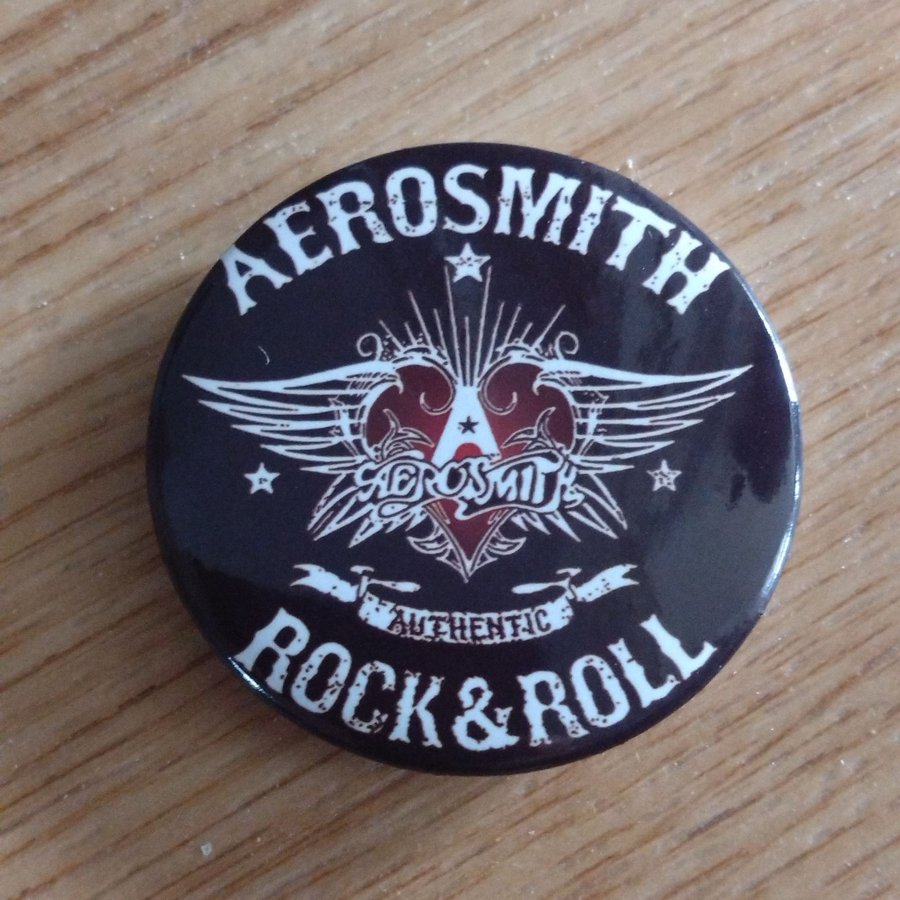 AEROSMITH
A
AEROSMITH
AUTHENTIC
ROCK & ROLL